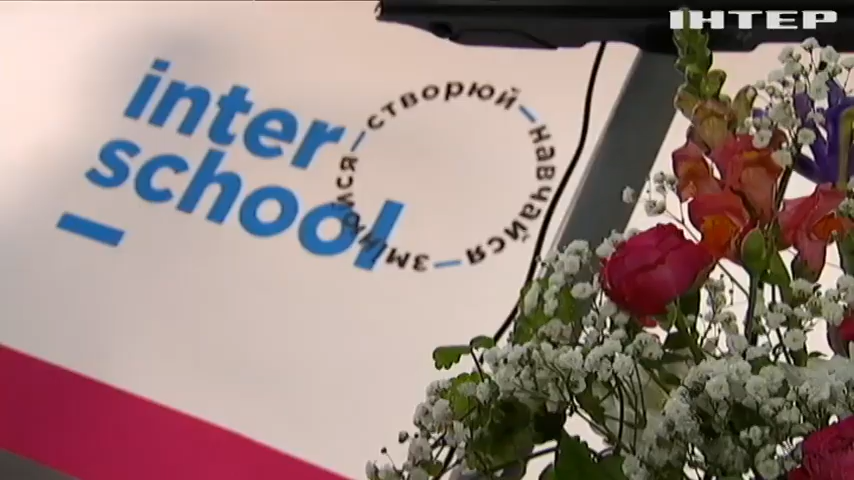 ІНТЕР
inter
school
створюй – навчайся – змінюйся –